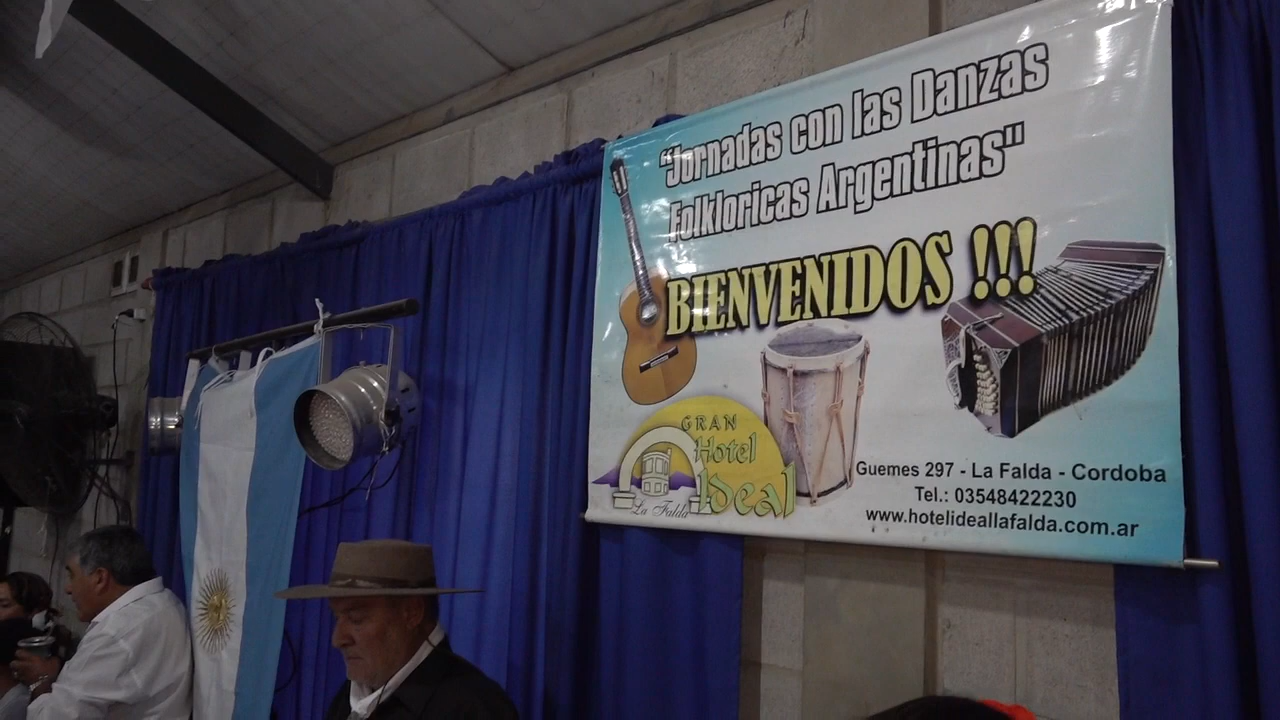 "Jornadas con las Danzas
Folkloricas Argentinas"
BIENVENIDOS !!!
GRAN
Hotel
Ideal
La Falda
Guemes 297 - La Falda - Cordoba
Tel.: 03548422230
www.hotelideallafalda.com.ar